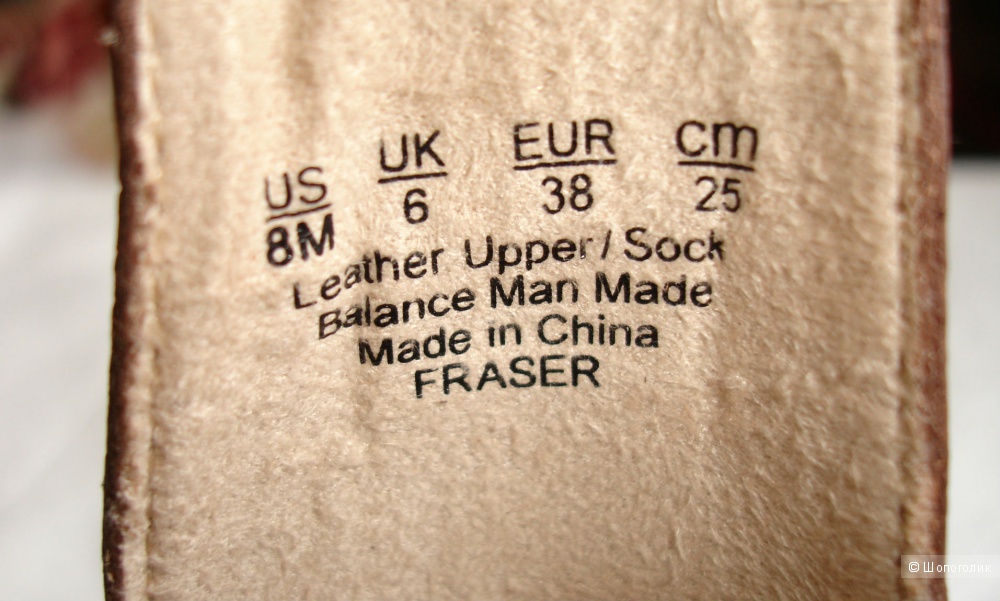 US UK EUR cm
8M 6 38 25
Leather Upper / Sock
Balance Man Made
Made in China
FRASER
© Шопоголик